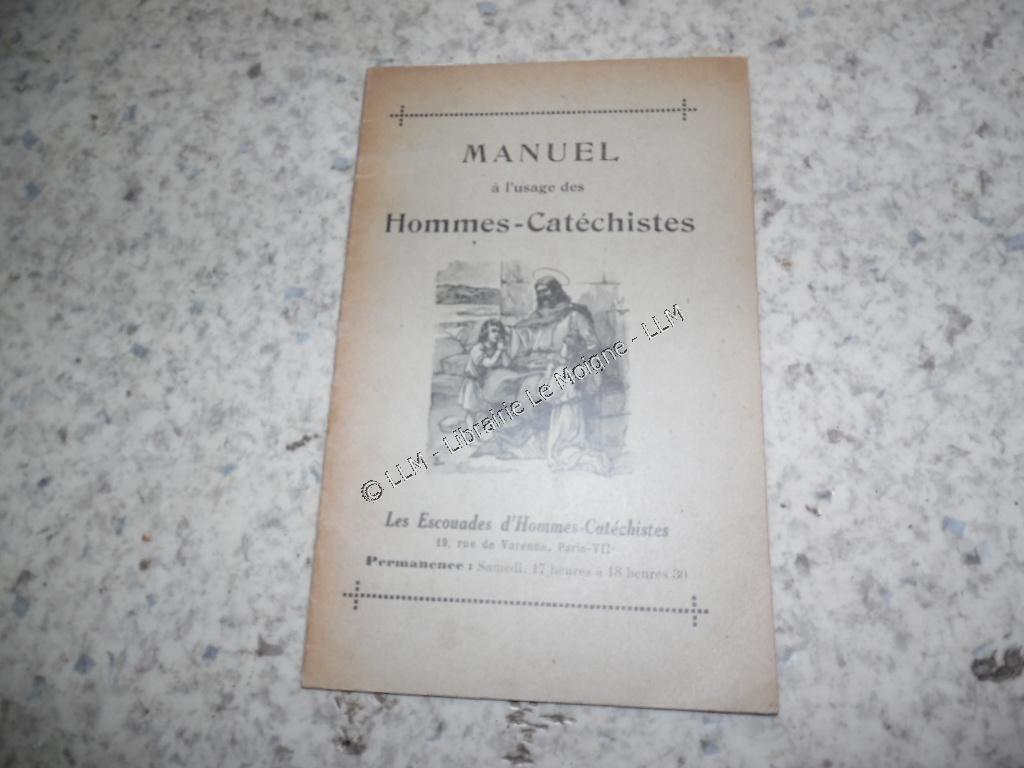 MANUEL
à l'usage des
Hommes-Catéchistes
© LLM - Librairie Le Moigne - LLM
Les Escouades d'Hommes-Catéchistes
19, rue de Varenne, Paris-VII
Permanence : Samedi, 17 heures à 18 heures 30